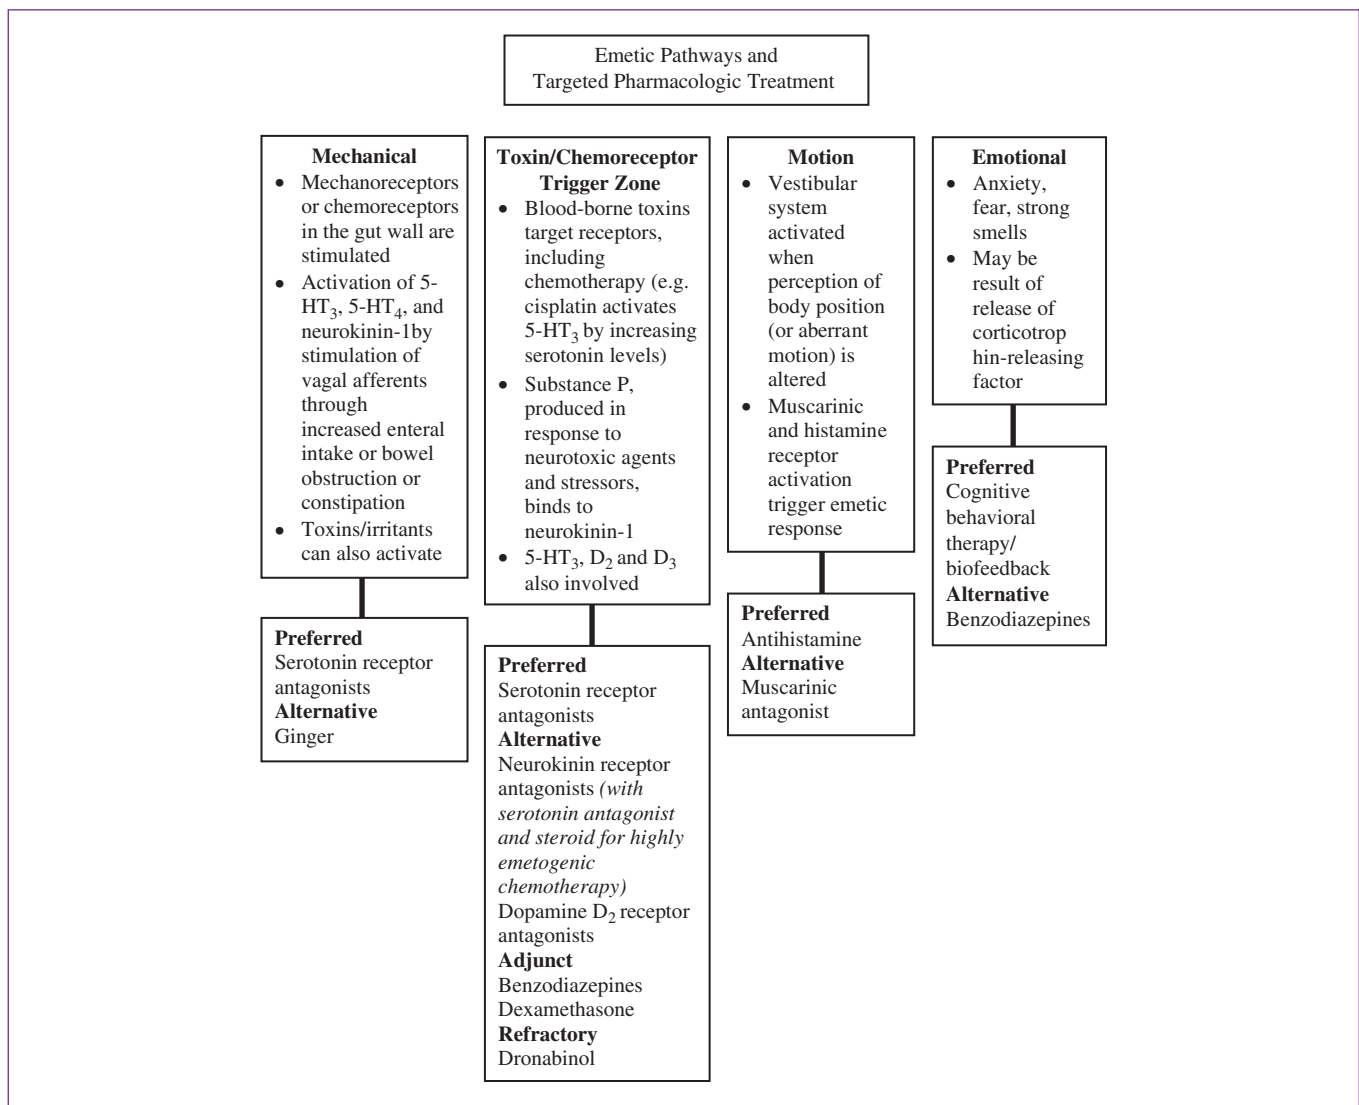 Emetic Pathways and
Targeted Pharmacologic Treatment
Mechanical
• Mechanoreceptors
or chemoreceptors
in the gut wall are
stimulated
• Activation of 5-
HT3, 5-HT4, and
neurokinin-1by
stimulation of
vagal afferents
through
increased enteral
intake or bowel
obstruction or
constipation
• Toxins/irritants
can also activate
Preferred
Serotonin receptor
antagonists
Alternative
Ginger
Toxin/Chemoreceptor
Trigger Zone
• Blood-borne toxins
target receptors,
including
chemotherapy (e.g.
cisplatin activates
5-HT3 by increasing
serotonin levels)
• Substance P,
produced in
response to
neurotoxic agents
and stressors,
binds to
neurokinin-1
• 5-HT3, D2 and D3
also involved
Preferred
Serotonin receptor
antagonists
Alternative
Neurokinin receptor
antagonists (with
serotonin antagonist
and steroid for highly
emetogenic
chemotherapy)
Dopamine D2 receptor
antagonists
Adjunct
Benzodiazepines
Dexamethasone
Refractory
Dronabinol
Motion
• Vestibular
system
activated
when
perception of
body position
(or aberrant
motion) is
altered
• Muscarinic
and histamine
receptor
activation
trigger emetic
response
Preferred
Antihistamine
Alternative
Muscarinic
antagonist
Emotional
• Anxiety,
fear, strong
smells
• May be
result of
release of
corticotrop
hin-releasing
factor
Preferred
Cognitive
behavioral
therapy/
biofeedback
Alternative
Benzodiazepines